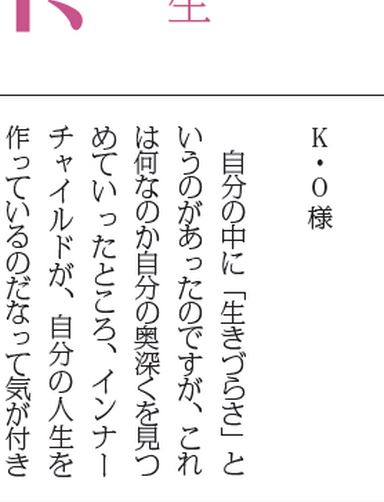 生
K・O様
自分の中に「生きづらさ」と
いうのがあったのですが、これ
は何なのか自分の奥深くを見つ
めていったところ、インナー
チャイルドが、自分の人生を
作っているのだなって気が付き